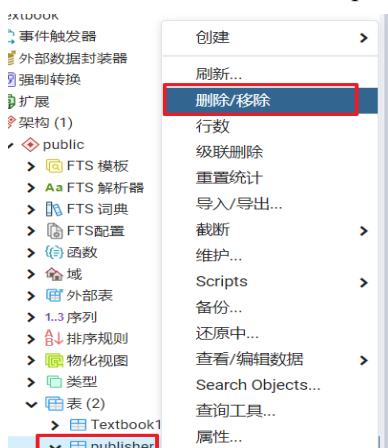 extbook
事件触发器
外部数据封装器
强制转换
扩展
架构 (1)
public
FTS 模板
FTS 解析器
FTS 词典
FTS配置
函数
域
外部表
1..3 序列
排序规则
物化视图
类型
表 (2)
Textbook1
publisher
创建
刷新...
删除/移除
行数
级联删除
重置统计
导入/导出...
截断
维护...
Scripts
备份...
还原中...
查看/编辑数据
Search Objects...
查询工具...
属性...